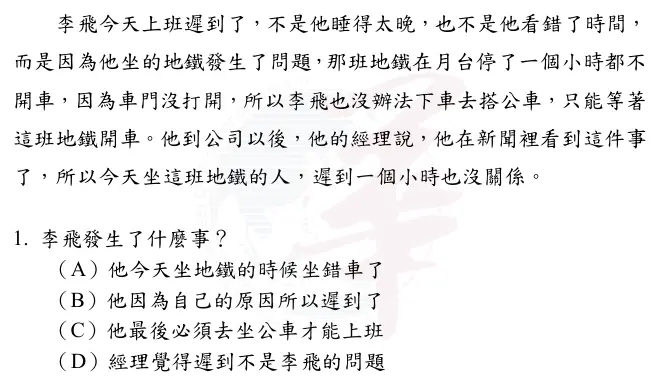 李飛今天上班遲到了，不是他睡得太晚，也不是他看錯了時間，
而是因為他坐的地鐵發生了問題，那班地鐵在月台停了一個小時都不
開車，因為車門沒打開，所以李飛也沒辦法下車去搭公車，只能等著
這班地鐵開車。他到公司以後，他的經理說，他在新聞裡看到這件事
了，所以今天坐這班地鐵的人，遲到一個小時也沒關係。
1. 李飛發生了什麼事？
（A）他今天坐地鐵的時候坐錯車了
（B）他因為自己的原因所以遲到了
（C）他最後必須去坐公車才能上班
（D）經理覺得遲到不是李飛的問題